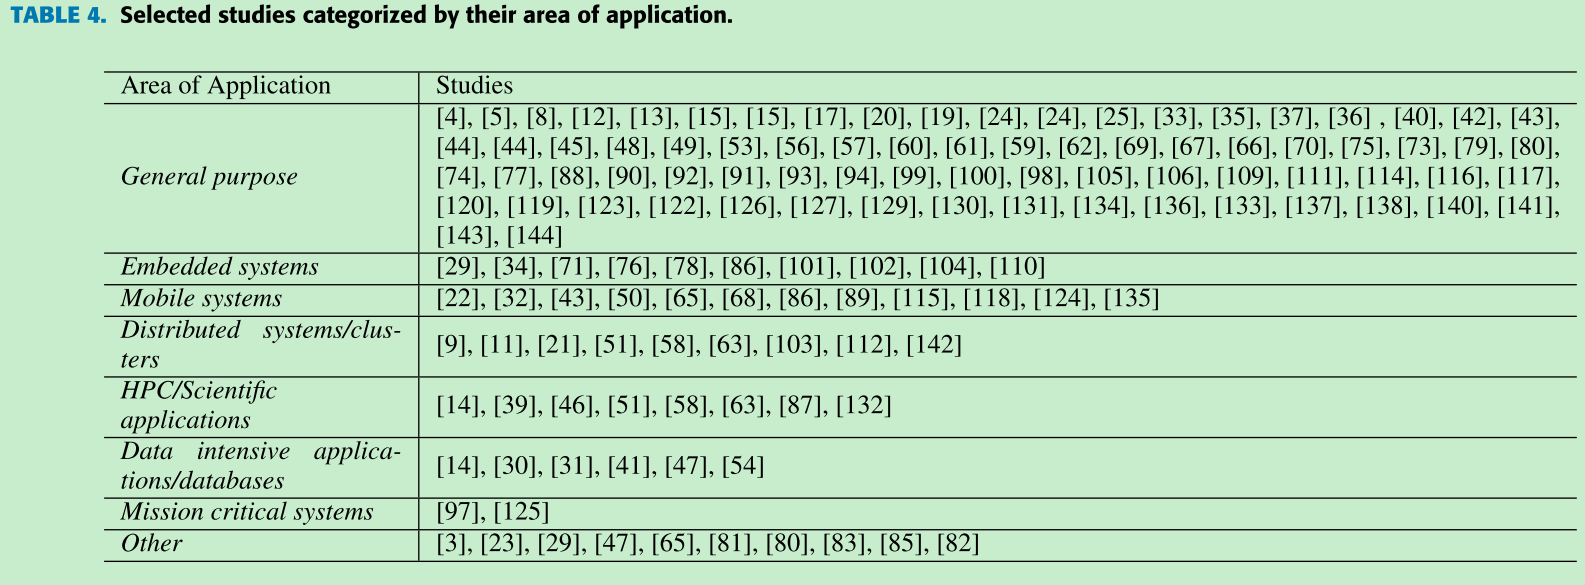 TABLE 4. Selected studies categorized by their area of application.
Area of Application Studies
General purpose
[4], [5], [8], [12], [13], [15], [15], [17], [20], [19], [24], [24], [25], [33], [35], [37], [36] , [40], [42], [43],
[44], [44], [45], [48], [49], [53], [56], [57], [60], [61], [59], [62], [69], [67], [66], [70], [75], [73], [79], [80],
[74], [77], [88], [90], [92], [91], [93], [94], [99], [100], [98], [105], [106], [109], [111], [114], [116], [117],
[120], [119], [123], [122], [126], [127], [129], [130], [131], [134], [136], [133], [137], [138], [140], [141],
[143], [144]
Embedded systems [29], [34], [71], [76], [78], [86], [101], [102], [104], [110]
Mobile systems [22], [32], [43], [50], [65], [68], [86], [89], [115], [118], [124], [135]
Distributed systems/clus-
ters
[9], [11], [21], [51], [58], [63], [103], [112], [142]
HPC/Scientific
applications
[14], [39], [46], [51], [58], [63], [87], [132]
Data intensive applica-
tions/databases
[14], [30], [31], [41], [47], [54]
Mission critical systems [97], [125]
Other [3], [23], [29], [47], [65], [81], [80], [83], [85], [82]